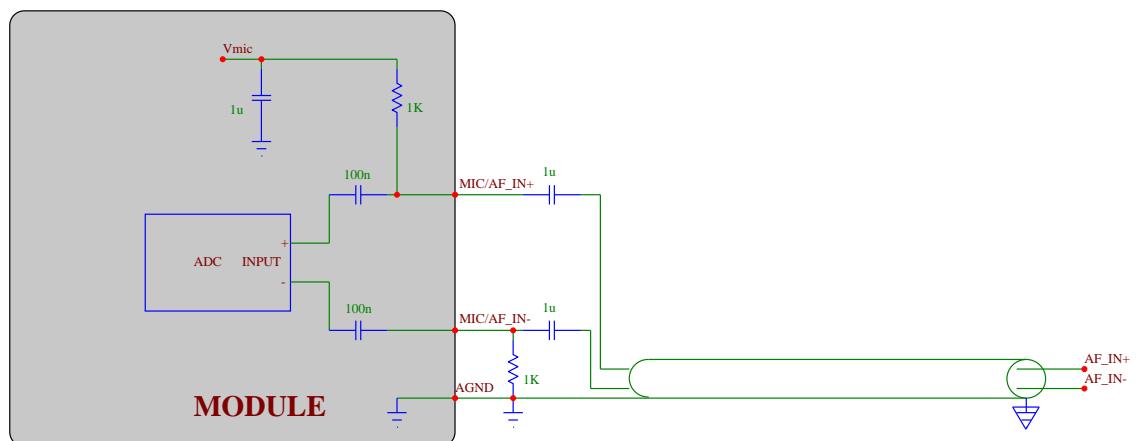 Vmic
1u
1K
100n
MIC/AF_IN+
1u
+
ADC INPUT
-
100n
MIC/AF_IN-
1u
1K
AGND
AF_IN+
AF_IN-
MODULE